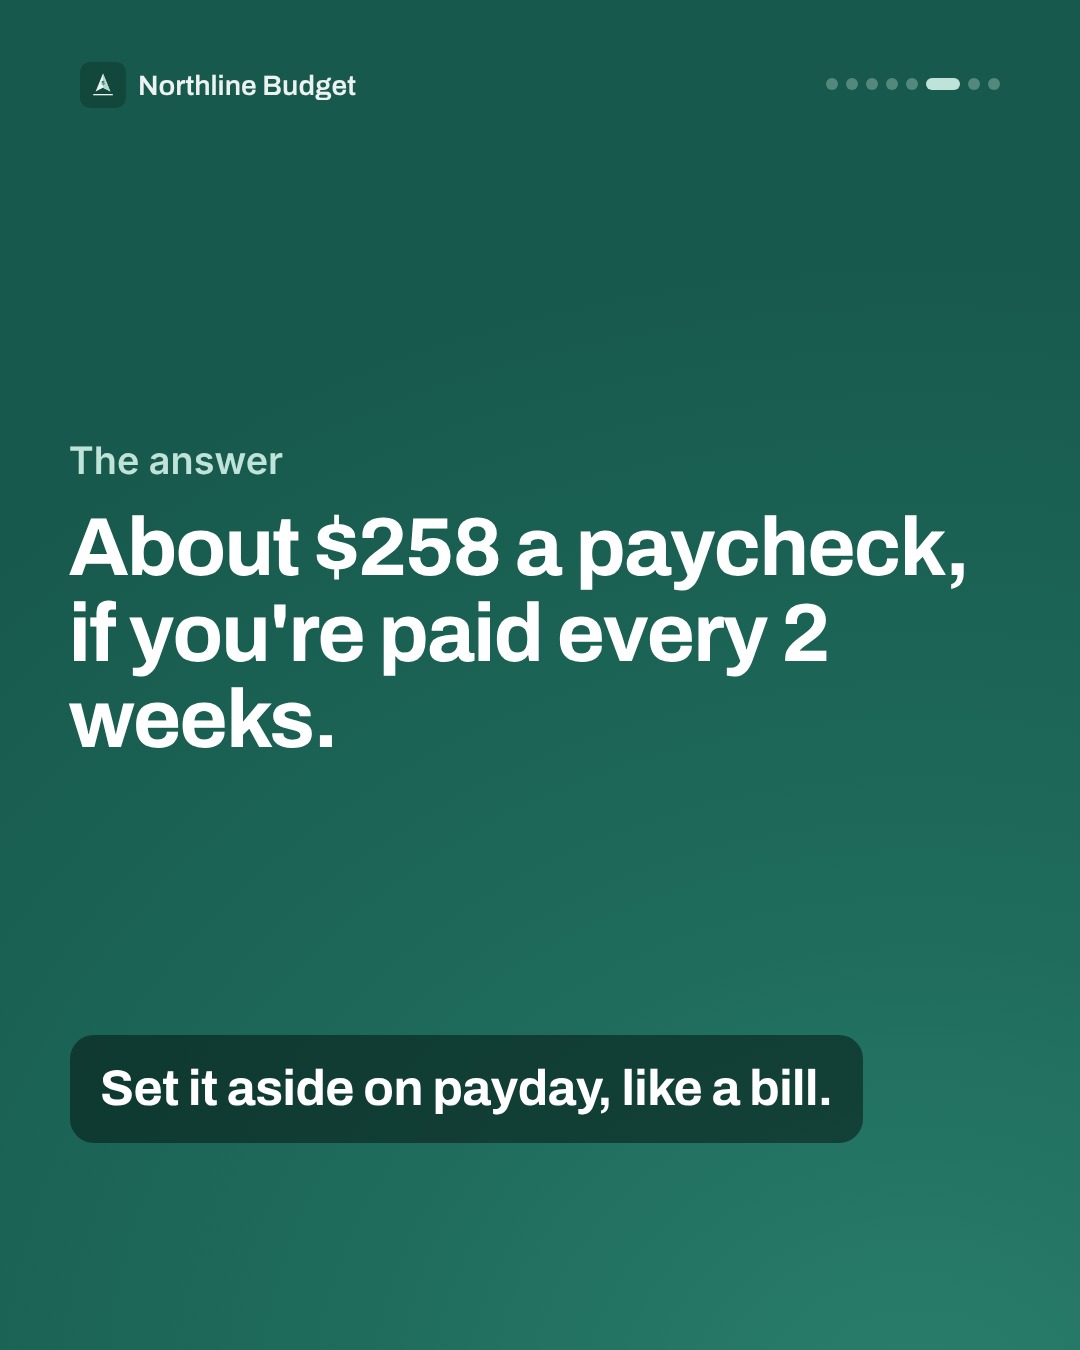 Northline Budget
The answer
About $258 a paycheck,
if you're paid every 2
weeks.
Set it aside on payday, like a bill.